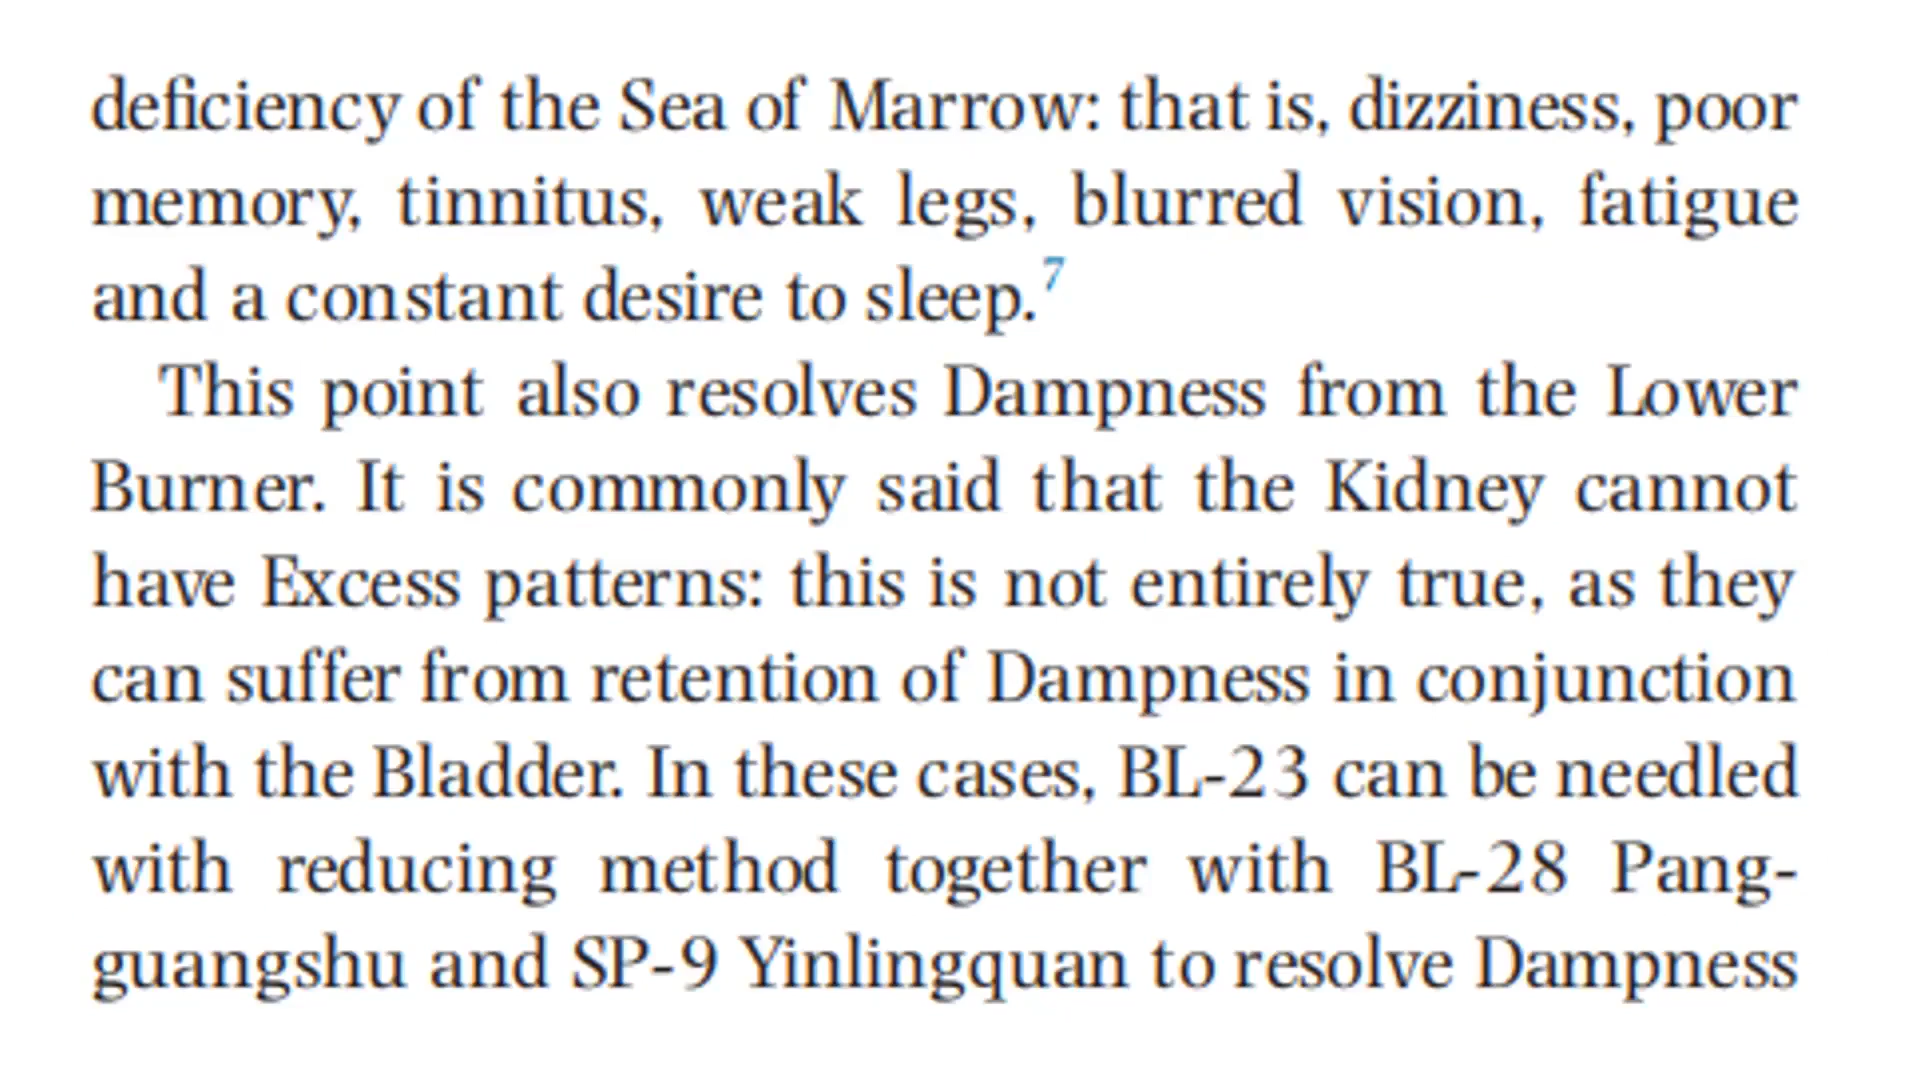 deficiency of the Sea of Marrow: that is, dizziness, poor
memory, tinnitus, weak legs, blurred vision, fatigue
and a constant desire to sleep.7
This point also resolves Dampness from the Lower
Burner. It is commonly said that the Kidney cannot
have Excess patterns: this is not entirely true, as they
can suffer from retention of Dampness in conjunction
with the Bladder. In these cases, BL-23 can be needled
with reducing method together with BL-28 Pang-
guangshu and SP-9 Yinlingquan to resolve Dampness